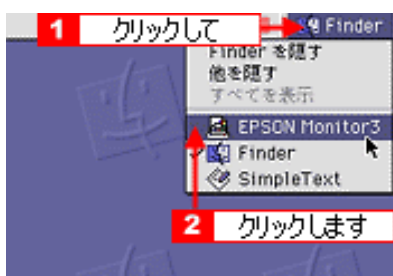 1 クリックして
Finder
Finder を隠す
他を隠す
すべてを表示
EPSON Monitor3
Finder
SimpleText
2 クリックします